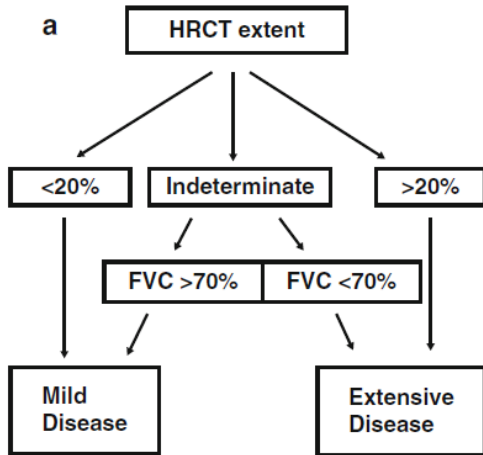 a
HRCT extent
<20%
Indeterminate
>20%
FVC >70%
FVC <70%
Mild
Disease
Extensive
Disease